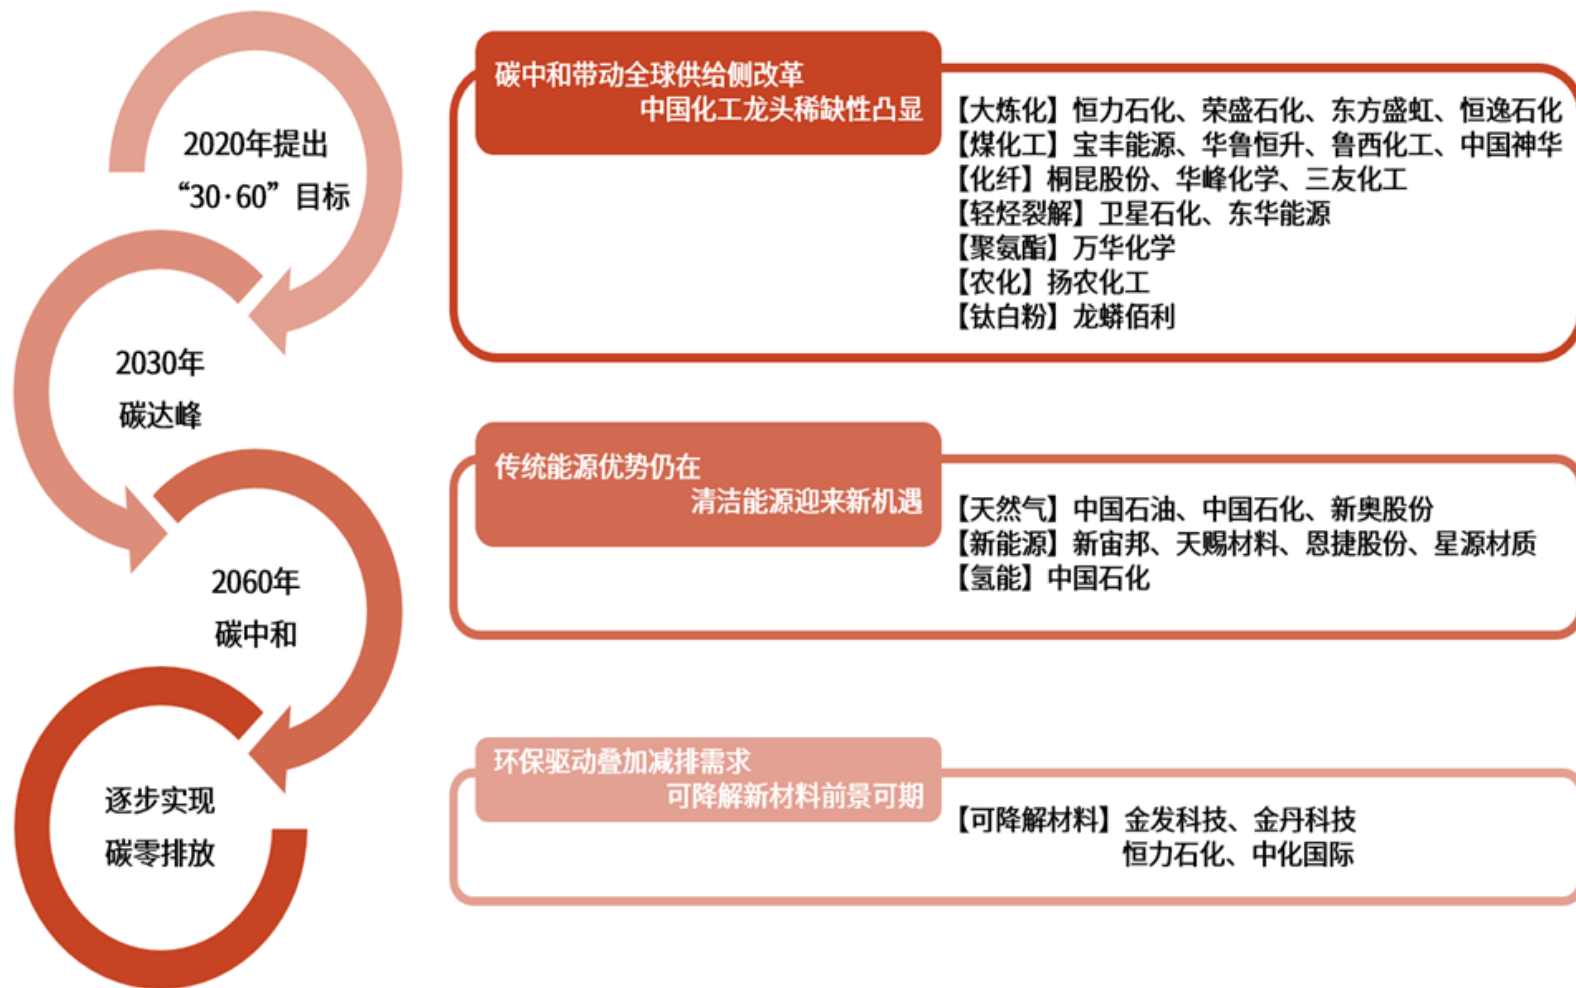 2020年提出
“30·60”目标
2030年
碳达峰
2060年
碳中和
逐步实现
碳零排放
碳中和带动全球供给侧改革
中国化工龙头稀缺性凸显
【大炼化】恒力石化、荣盛石化、东方盛虹、恒逸石化
【煤化工】宝丰能源、华鲁恒升、鲁西化工、中国神华
【化纤】桐昆股份、华峰化学、三友化工
【轻烃裂解】卫星石化、东华能源
【聚氨酯】万华化学
【农化】扬农化工
【钛白粉】龙蟒佰利
传统能源优势仍在
清洁能源迎来新机遇
【天然气】中国石油、中国石化、新奥股份
【新能源】新宙邦、天赐材料、恩捷股份、星源材质
【氢能】中国石化
环保驱动叠加减排需求
可降解新材料前景可期
【可降解材料】金发科技、金丹科技
恒力石化、中化国际